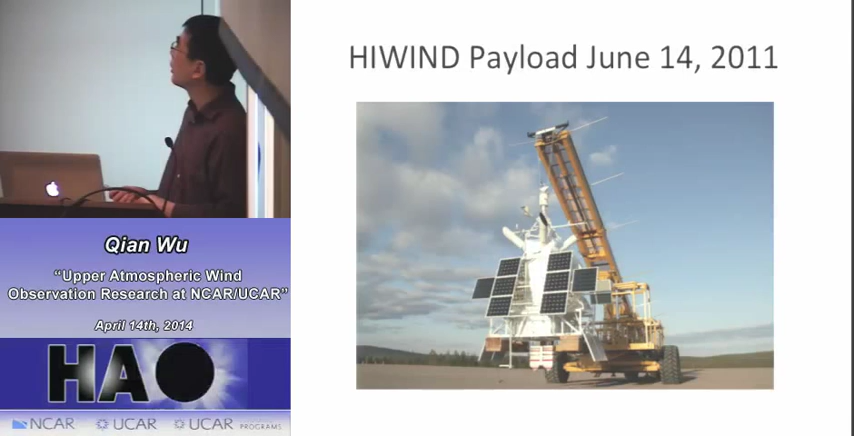 HIWIND Payload June 14, 2011
Qian Wu
“Upper Atmospheric Wind
Observation Research at NCAR/UCAR”
April 14th, 2014
HAO
NCAR UCAR UCAR PROGRAMS